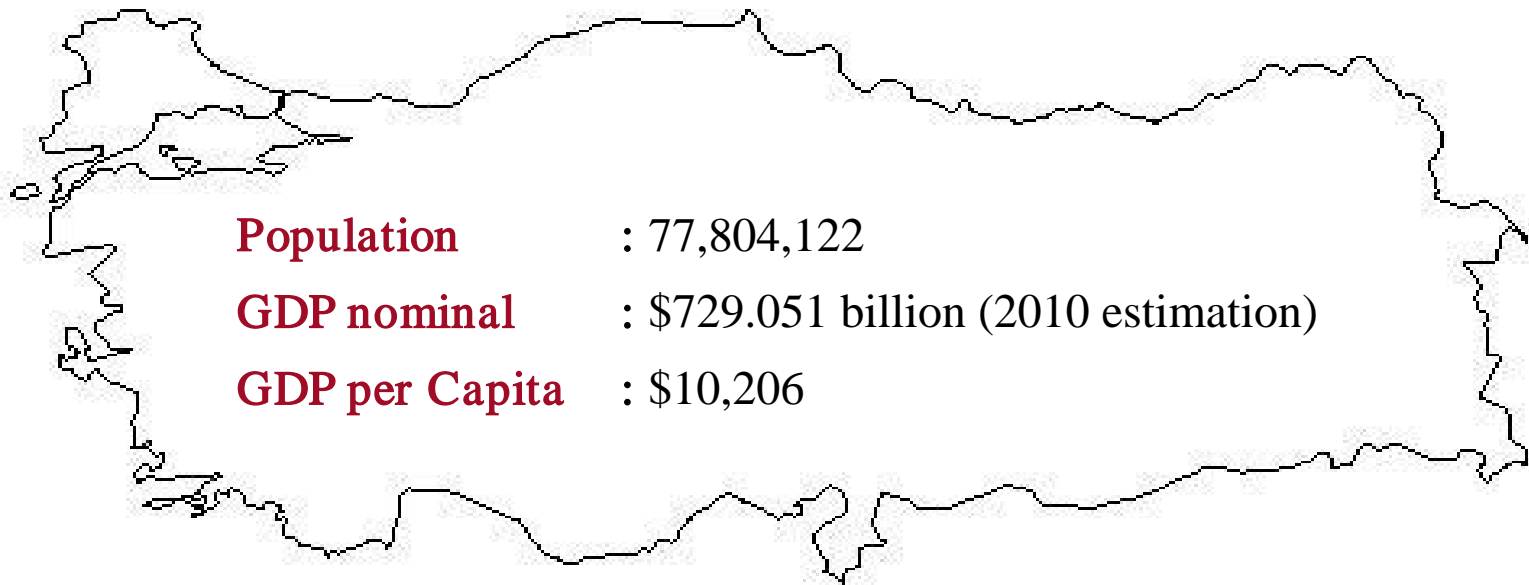 Population : 77,804,122
GDP nominal : $729.051 billion (2010 estimation)
GDP per Capita : $10,206